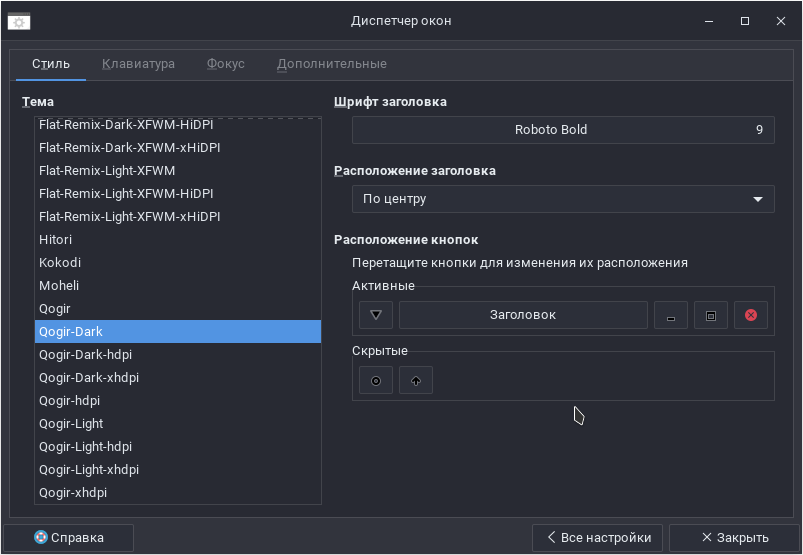 Диспетчер окон
Стиль Клавиатура Фокус Дополнительные
Тема
Flat-Remix-Dark-XFWM-HiDPI
Flat-Remix-Dark-XFWM-xHiDPI
Flat-Remix-Light-XFWM
Flat-Remix-Light-XFWM-HiDPI
Flat-Remix-Light-XFWM-xHiDPI
Hitori
Kokodi
Moheli
Qogir
Qogir-Dark
Qogir-Dark-hdpi
Qogir-Dark-xhdpi
Qogir-hdpi
Qogir-Light
Qogir-Light-hdpi
Qogir-Light-xhdpi
Qogir-xhdpi
Шрифт заголовка
Roboto Bold 9
Расположение заголовка
По центру
Расположение кнопок
Перетащите кнопки для изменения их расположения
Активные
Заголовок
Скрытые
Справка Все настройки Закрыть